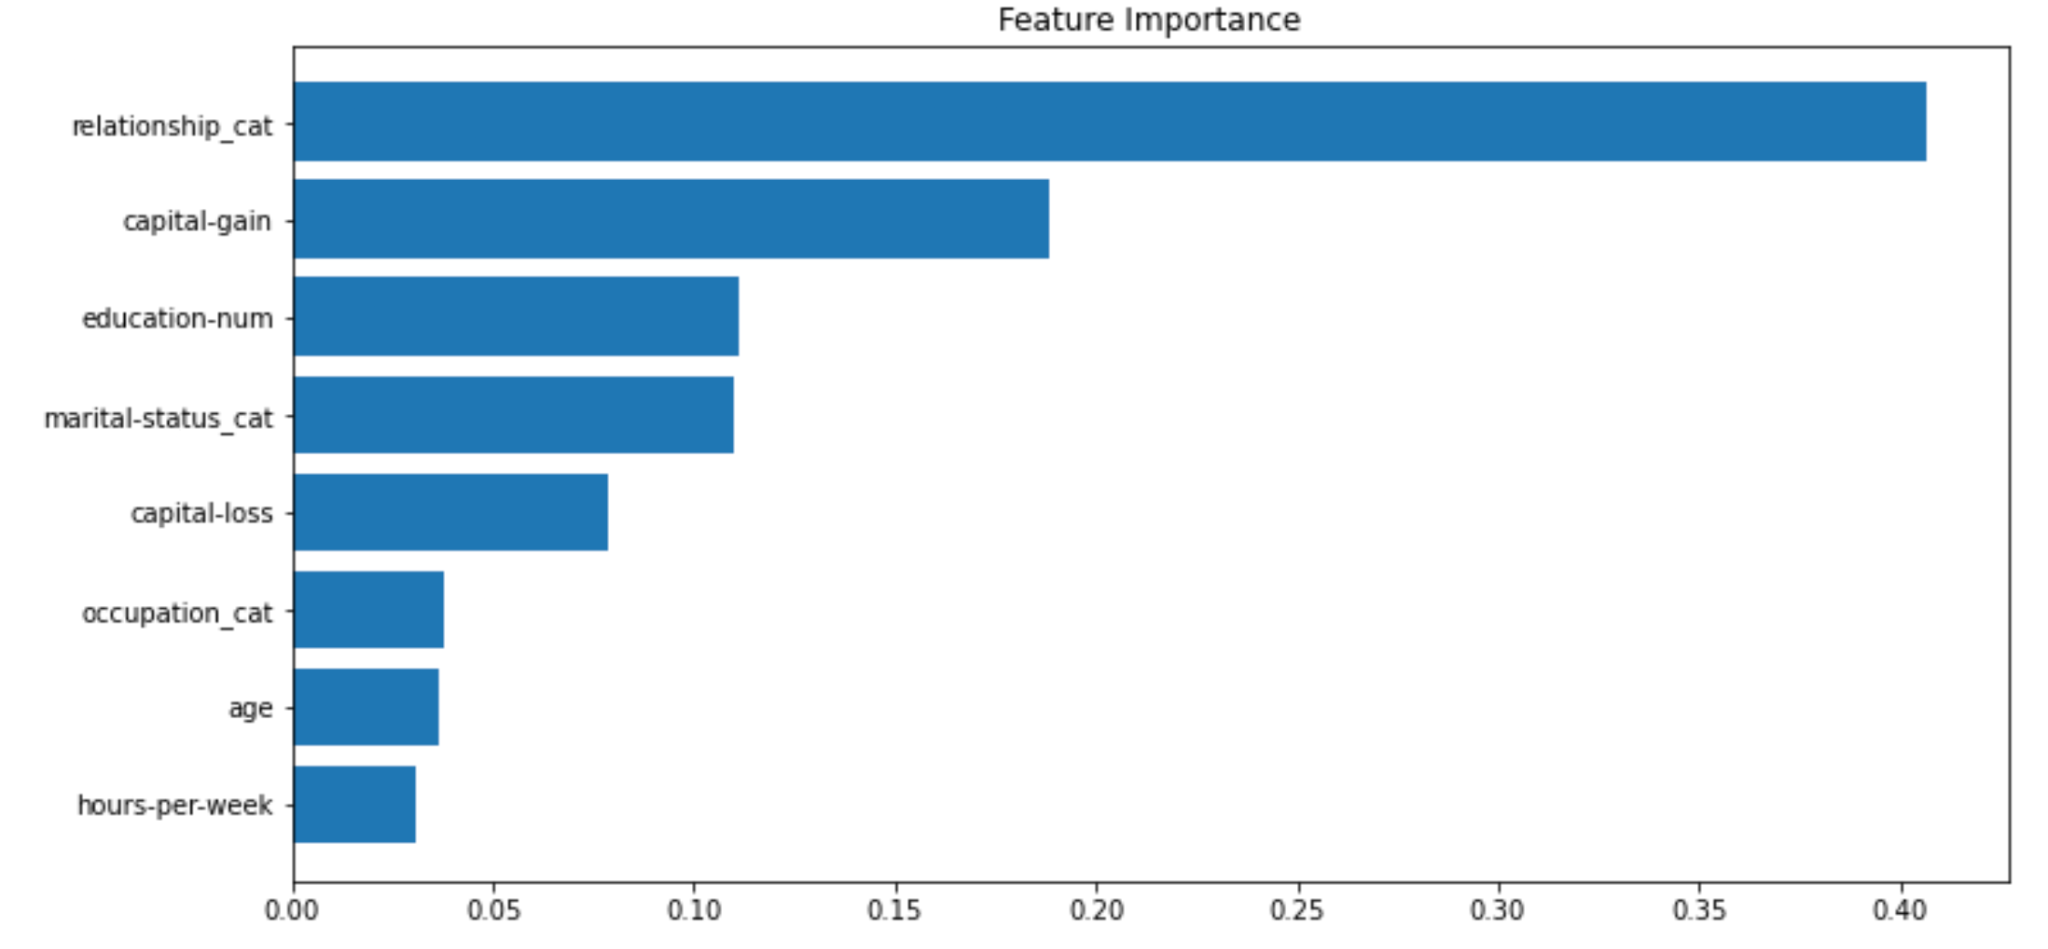 Feature Importance
relationship_cat
capital-gain
education-num
marital-status_cat
capital-loss
occupation_cat
age
hours-per-week
0.00 0.05 0.10 0.15 0.20 0.25 0.30 0.35 0.40